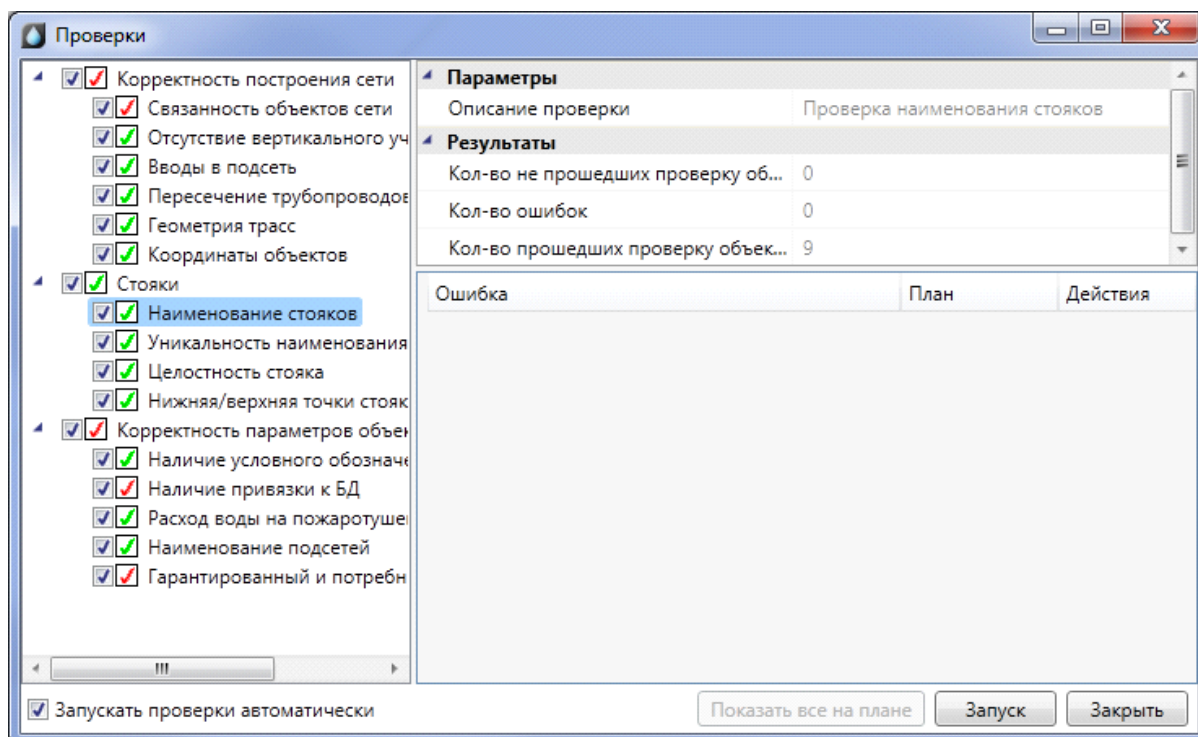 Проверки
Корректность построения сети
Связанность объектов сети
Отсутствие вертикального уч
Вводы в подсеть
Пересечение трубопроводов
Геометрия трасс
Координаты объектов
Стояки
Наименование стояков
Уникальность наименования
Целостность стояка
Нижняя/верхняя точки стояк
Корректность параметров объек
Наличие условного обозначе
Наличие привязки к БД
Расход воды на пожаротуше
Наименование подсетей
Гарантированный и потребн
Параметры
Описание проверки Проверка наименования стояков
Результаты
Кол-во не прошедших проверку об... 0
Кол-во ошибок 0
Кол-во прошедших проверку объек... 9
Ошибка План Действия
Запускать проверки автоматически
Показать все на плане Запуск Закрыть